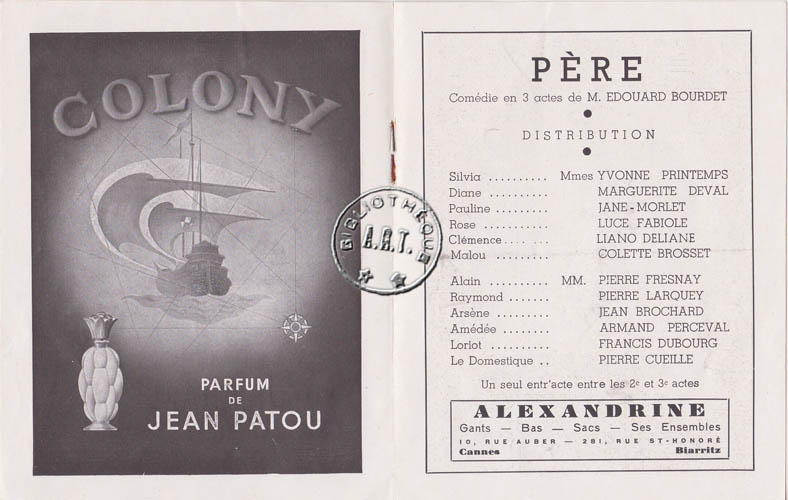 COLONY
PARFUM
DE
JEAN PATOU
BIBLIOTHÈQUE
A.R.T.
PÈRE
Comédie en 3 actes de M. EDOUARD BOURDET
DISTRIBUTION
Silvia .......... Mmes YVONNE PRINTEMPS
Diane .......... MARGUERITE DEVAL
Pauline ......... JANE-MORLET
Rose .......... LUCE FABIOLE
Clémence.... ... LIANO DELIANE
Malou ......... COLETTE BROSSET
Alain .......... MM. PIERRE FRESNAY
Raymond ....... PIERRE LARQUEY
Arsène ......... JEAN BROCHARD
Amédée ........ ARMAND PERCEVAL
Loriot .......... FRANCIS DUBOURG
Le Domestique .. PIERRE CUEILLE
Un seul entr'acte entre les 2e et 3e actes
ALEXANDRINE
Gants — Bas — Sacs — Ses Ensembles
10, RUE AUBER — 281, RUE ST-HONORÉ
Cannes Biarritz